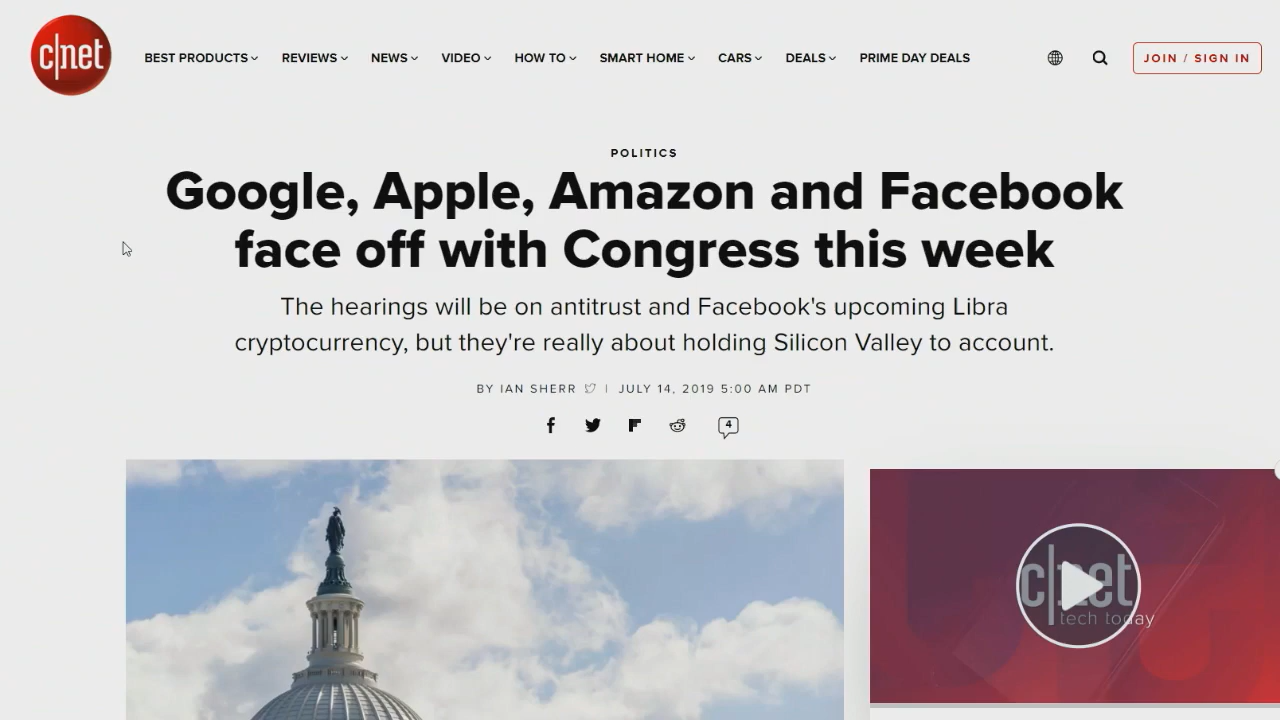 c|net
BEST PRODUCTS REVIEWS NEWS VIDEO HOW TO SMART HOME CARS DEALS PRIME DAY DEALS
JOIN / SIGN IN
POLITICS
Google, Apple, Amazon and Facebook
face off with Congress this week
The hearings will be on antitrust and Facebook's upcoming Libra
cryptocurrency, but they're really about holding Silicon Valley to account.
BY IAN SHERR | JULY 14, 2019 5:00 AM PDT
4
c|net
tech today